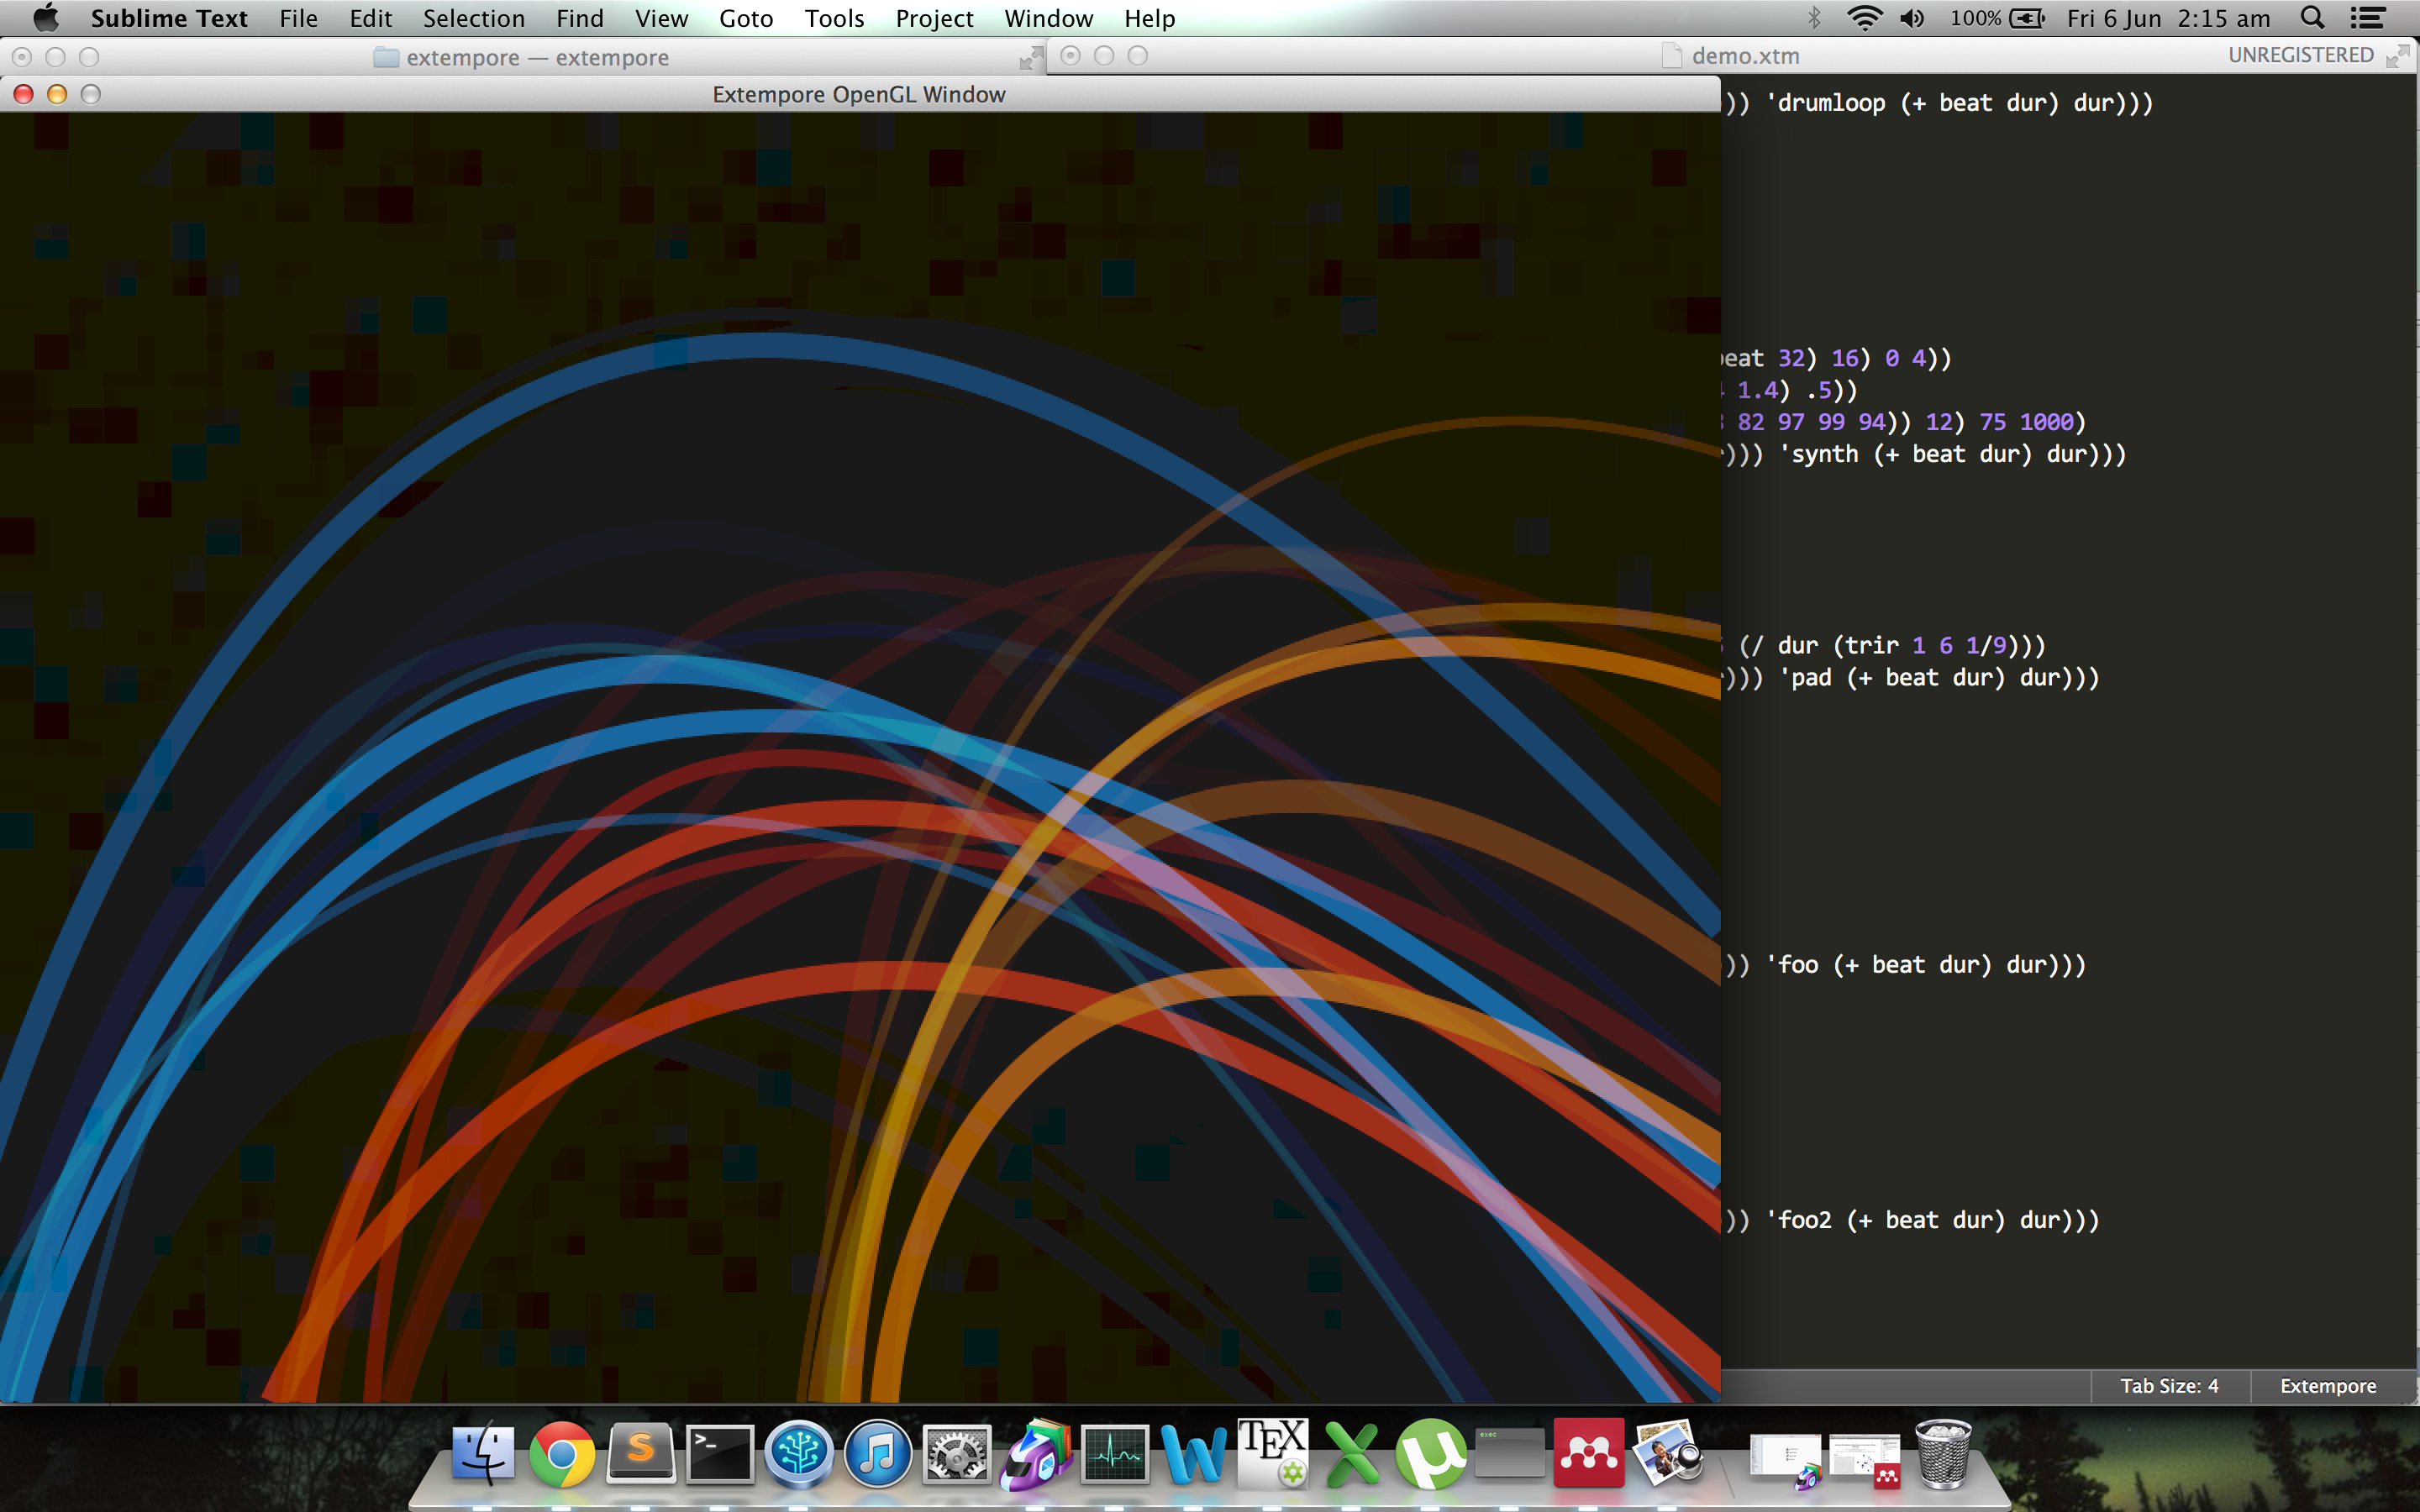 Sublime Text File Edit Selection Find View Goto Tools Project Window Help 100% Fri 6 Jun 2:15 am
extempore — extempore
demo.xtm UNREGISTERED
Extempore OpenGL Window
)) 'drumloop (+ beat dur) dur)))
beat 32) 16) 0 4))
1.4) .5))
82 97 99 94)) 12) 75 1000)
))) 'synth (+ beat dur) dur)))
(/ dur (trir 1 6 1/9)))
))) 'pad (+ beat dur) dur)))
)) 'foo (+ beat dur) dur)))
)) 'foo2 (+ beat dur) dur)))
Tab Size: 4 Extempore
TEX
exec